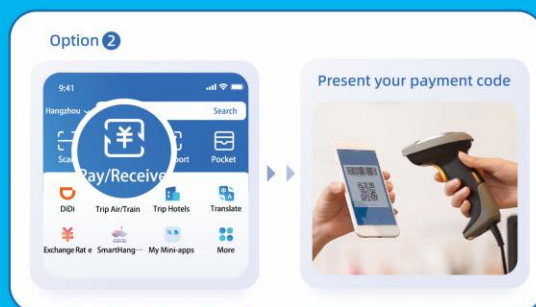 Option 2
9:41
Hangzhou
Search
Scan
port
Pocket
¥
Pay/Receive
DiDi
Trip Air/Train
Trip Hotels
Translate
Exchange Rat e
SmartHang···
My Mini-apps
More
Present your payment code